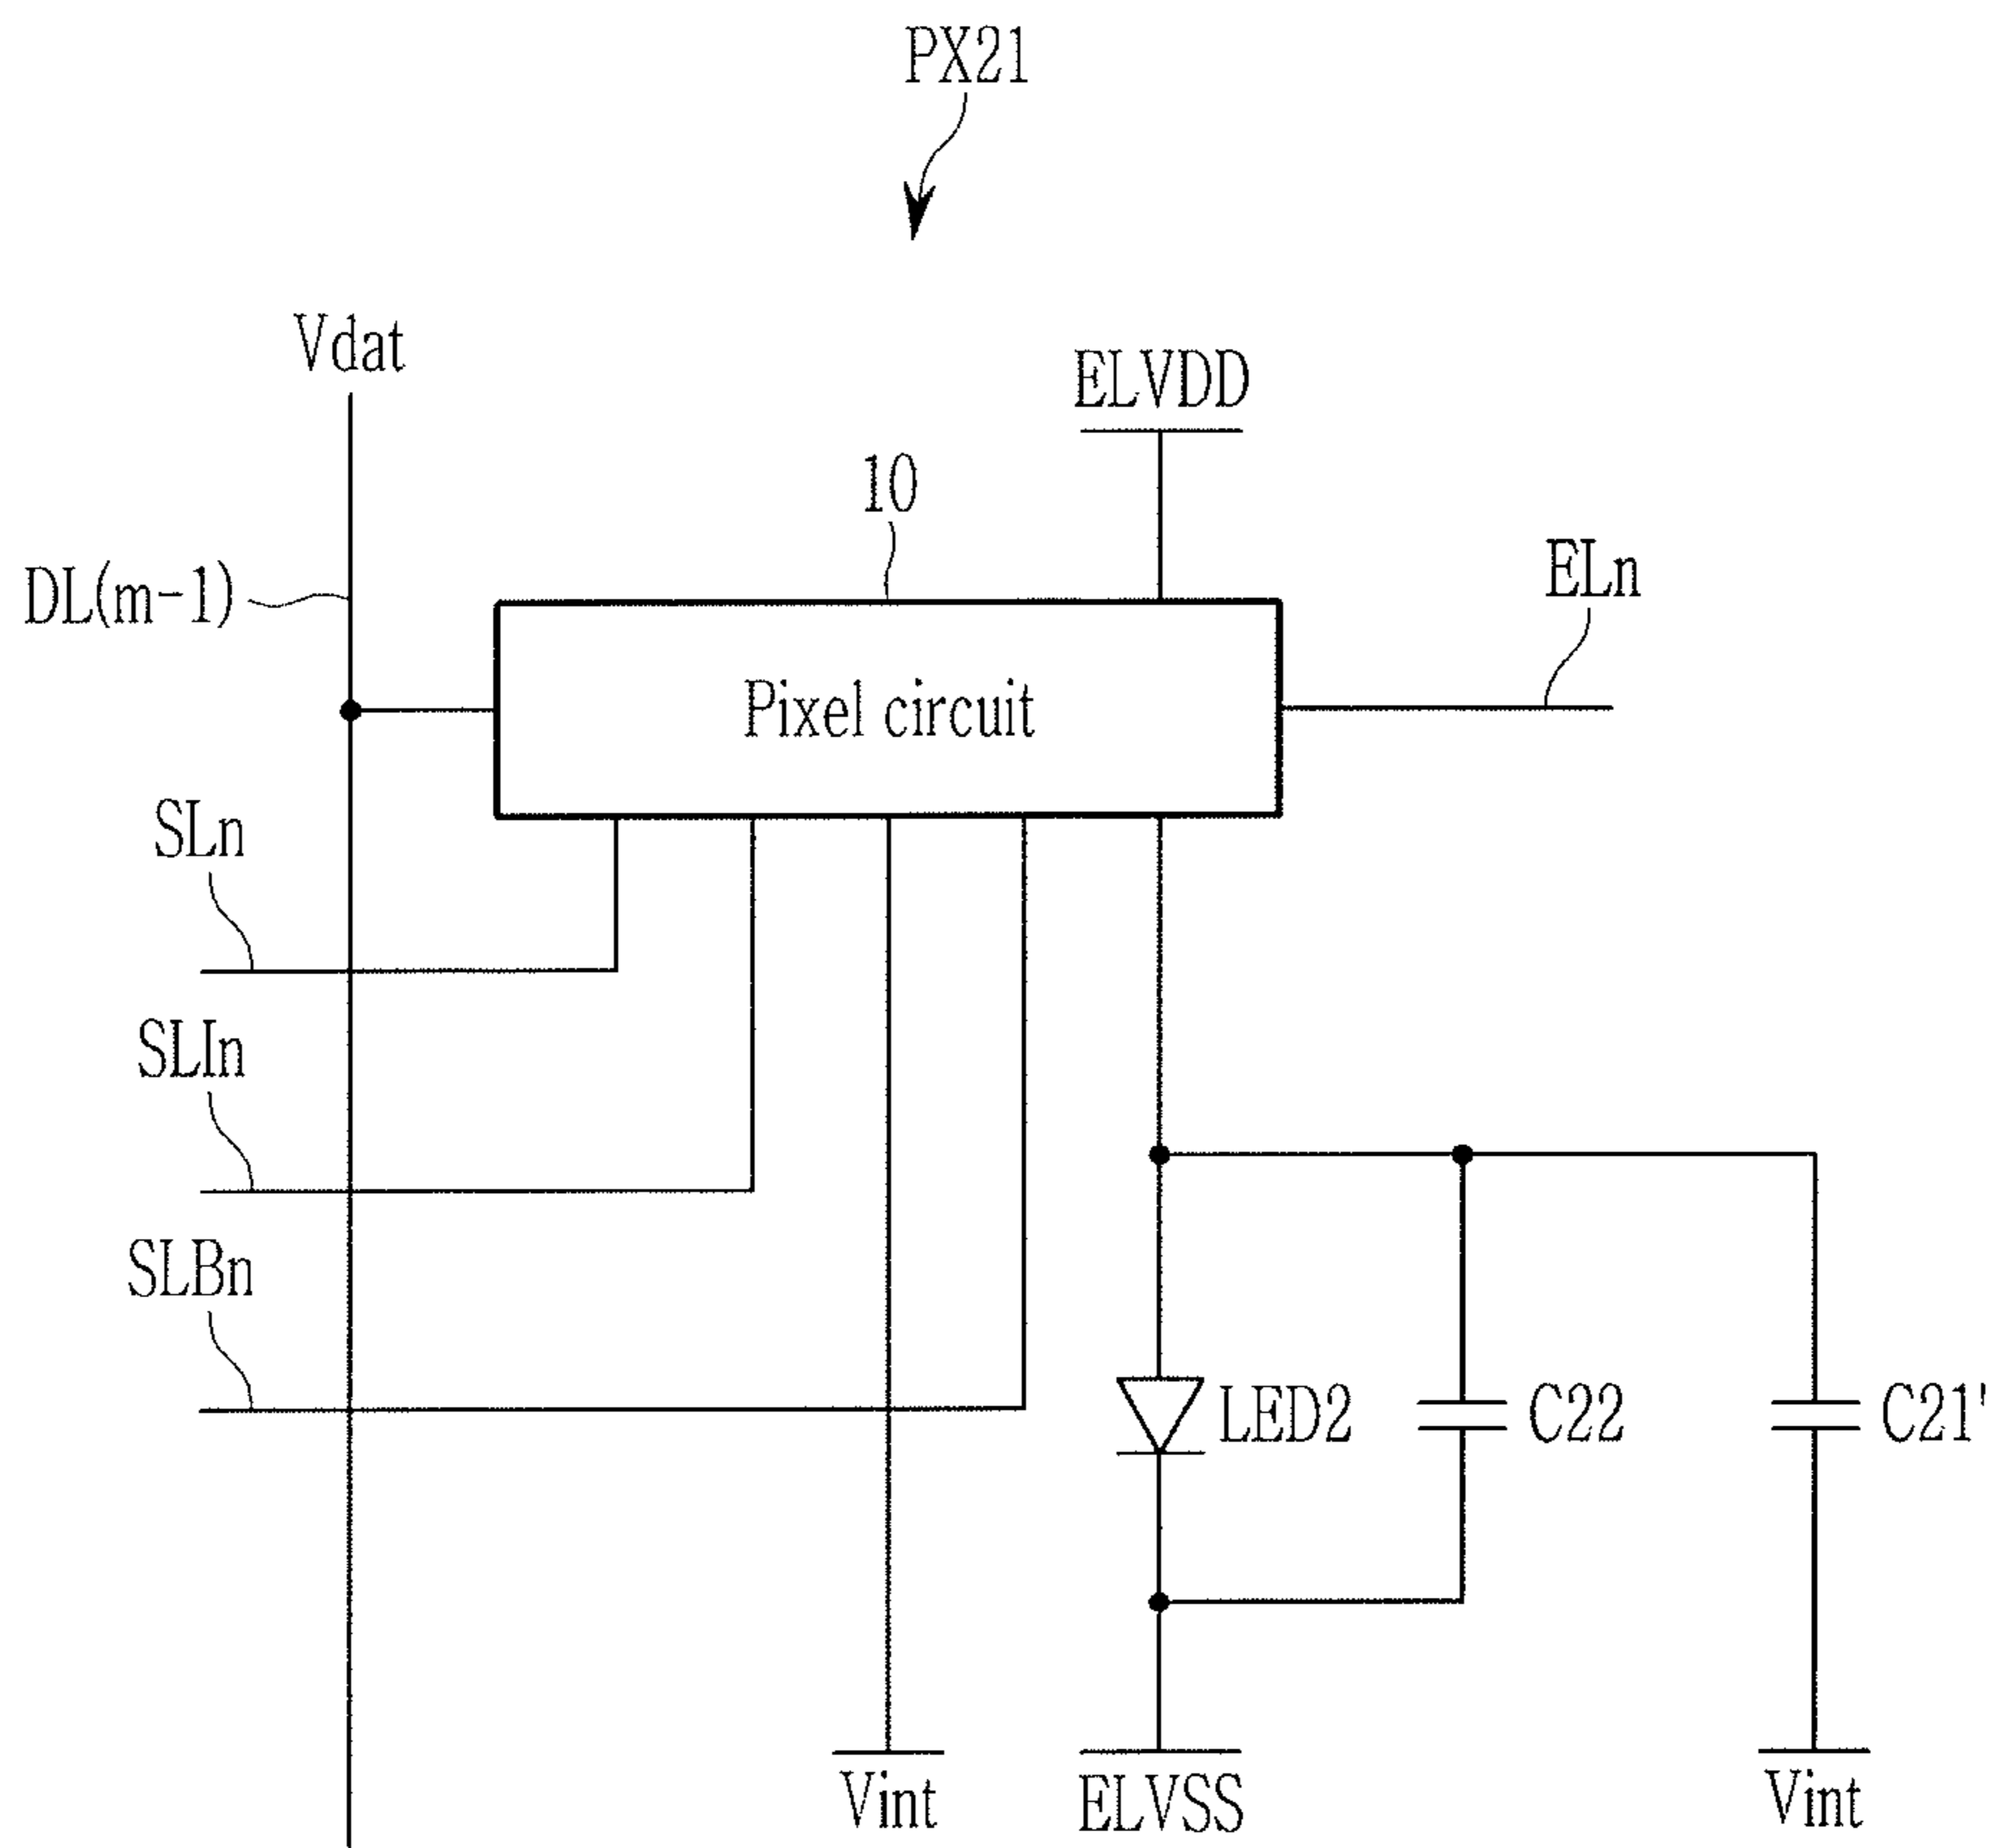 PX21
Vdat
ELVDD
10
DL(m-1)
ELn
Pixel circuit
SLn
SLIn
SLBn
LED2
C22
C21'
Vint
ELVSS
Vint